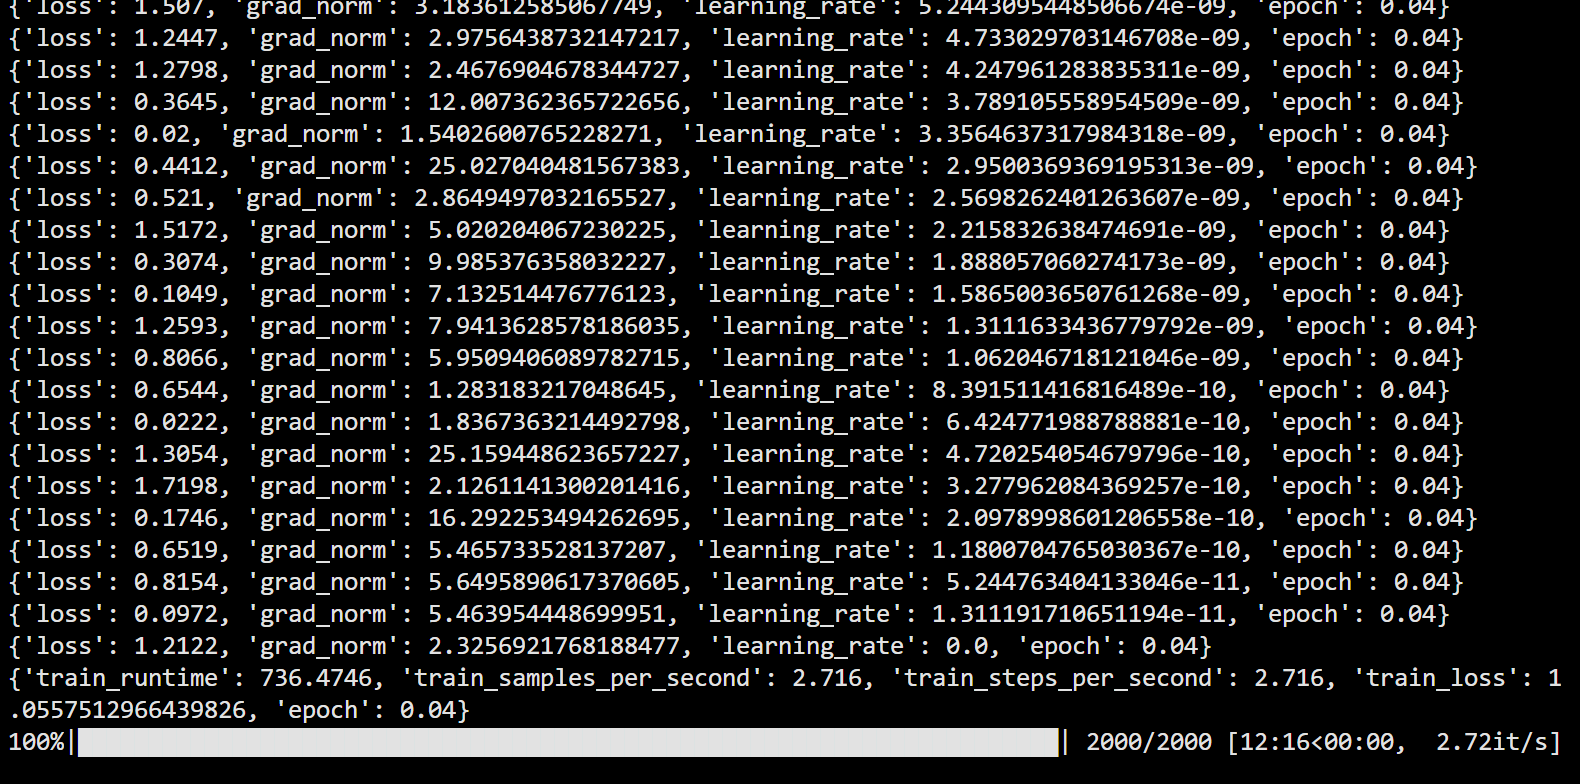 {'loss': 1.507, 'grad_norm': 3.183612585067749, 'learning_rate': 5.2443095448506674e-09, 'epoch': 0.04}
{'loss': 1.2447, 'grad_norm': 2.9756438732147217, 'learning_rate': 4.733029703146708e-09, 'epoch': 0.04}
{'loss': 1.2798, 'grad_norm': 2.4676904678344727, 'learning_rate': 4.247961283835311e-09, 'epoch': 0.04}
{'loss': 0.3645, 'grad_norm': 12.007362365722656, 'learning_rate': 3.789105558954509e-09, 'epoch': 0.04}
{'loss': 0.02, 'grad_norm': 1.5402600765228271, 'learning_rate': 3.3564637317984318e-09, 'epoch': 0.04}
{'loss': 0.4412, 'grad_norm': 25.027040481567383, 'learning_rate': 2.9500369369195313e-09, 'epoch': 0.04}
{'loss': 0.521, 'grad_norm': 2.8649497032165527, 'learning_rate': 2.5698262401263607e-09, 'epoch': 0.04}
{'loss': 1.5172, 'grad_norm': 5.020204067230225, 'learning_rate': 2.215832638474691e-09, 'epoch': 0.04}
{'loss': 0.3074, 'grad_norm': 9.985376358032227, 'learning_rate': 1.888057060274173e-09, 'epoch': 0.04}
{'loss': 0.1049, 'grad_norm': 7.132514476776123, 'learning_rate': 1.5865003650761268e-09, 'epoch': 0.04}
{'loss': 1.2593, 'grad_norm': 7.9413628578186035, 'learning_rate': 1.3111633436779792e-09, 'epoch': 0.04}
{'loss': 0.8066, 'grad_norm': 5.9509406089782715, 'learning_rate': 1.062046718121046e-09, 'epoch': 0.04}
{'loss': 0.6544, 'grad_norm': 1.283183217048645, 'learning_rate': 8.391511416816489e-10, 'epoch': 0.04}
{'loss': 0.0222, 'grad_norm': 1.8367363214492798, 'learning_rate': 6.424771988788881e-10, 'epoch': 0.04}
{'loss': 1.3054, 'grad_norm': 25.159448623657227, 'learning_rate': 4.720254054679796e-10, 'epoch': 0.04}
{'loss': 1.7198, 'grad_norm': 2.1261141300201416, 'learning_rate': 3.277962084369257e-10, 'epoch': 0.04}
{'loss': 0.1746, 'grad_norm': 16.292253494262695, 'learning_rate': 2.0978998601206558e-10, 'epoch': 0.04}
{'loss': 0.6519, 'grad_norm': 5.465733528137207, 'learning_rate': 1.1800704765030367e-10, 'epoch': 0.04}
{'loss': 0.8154, 'grad_norm': 5.6495890617370605, 'learning_rate': 5.244763404133046e-11, 'epoch': 0.04}
{'loss': 0.0972, 'grad_norm': 5.463954448699951, 'learning_rate': 1.311191710651194e-11, 'epoch': 0.04}
{'loss': 1.2122, 'grad_norm': 2.3256921768188477, 'learning_rate': 0.0, 'epoch': 0.04}
{'train_runtime': 736.4746, 'train_samples_per_second': 2.716, 'train_steps_per_second': 2.716, 'train_loss': 1
.0557512966439826, 'epoch': 0.04}
100%|| 2000/2000 [12:16<00:00,  2.72it/s]